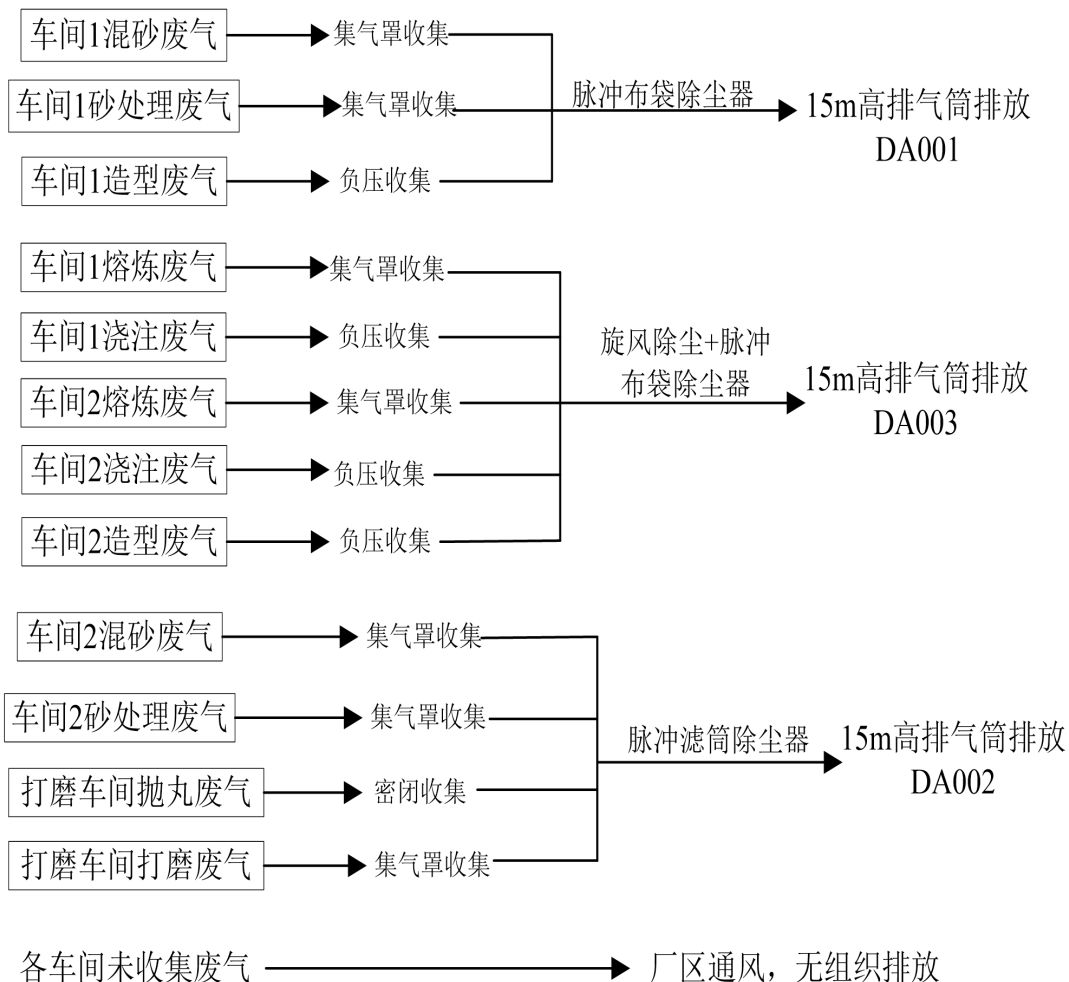 车间1混砂废气
集气罩收集
车间1砂处理废气
集气罩收集
脉冲布袋除尘器
15m高排气筒排放
DA001
车间1造型废气
负压收集
车间1熔炼废气
集气罩收集
车间1浇注废气
负压收集
旋风除尘+脉冲
布袋除尘器
15m高排气筒排放
DA003
车间2熔炼废气
集气罩收集
车间2浇注废气
负压收集
车间2造型废气
负压收集
车间2混砂废气
集气罩收集
车间2砂处理废气
集气罩收集
脉冲滤筒除尘器
15m高排气筒排放
DA002
打磨车间抛丸废气
密闭收集
打磨车间打磨废气
集气罩收集
各车间未收集废气
厂区通风，无组织排放